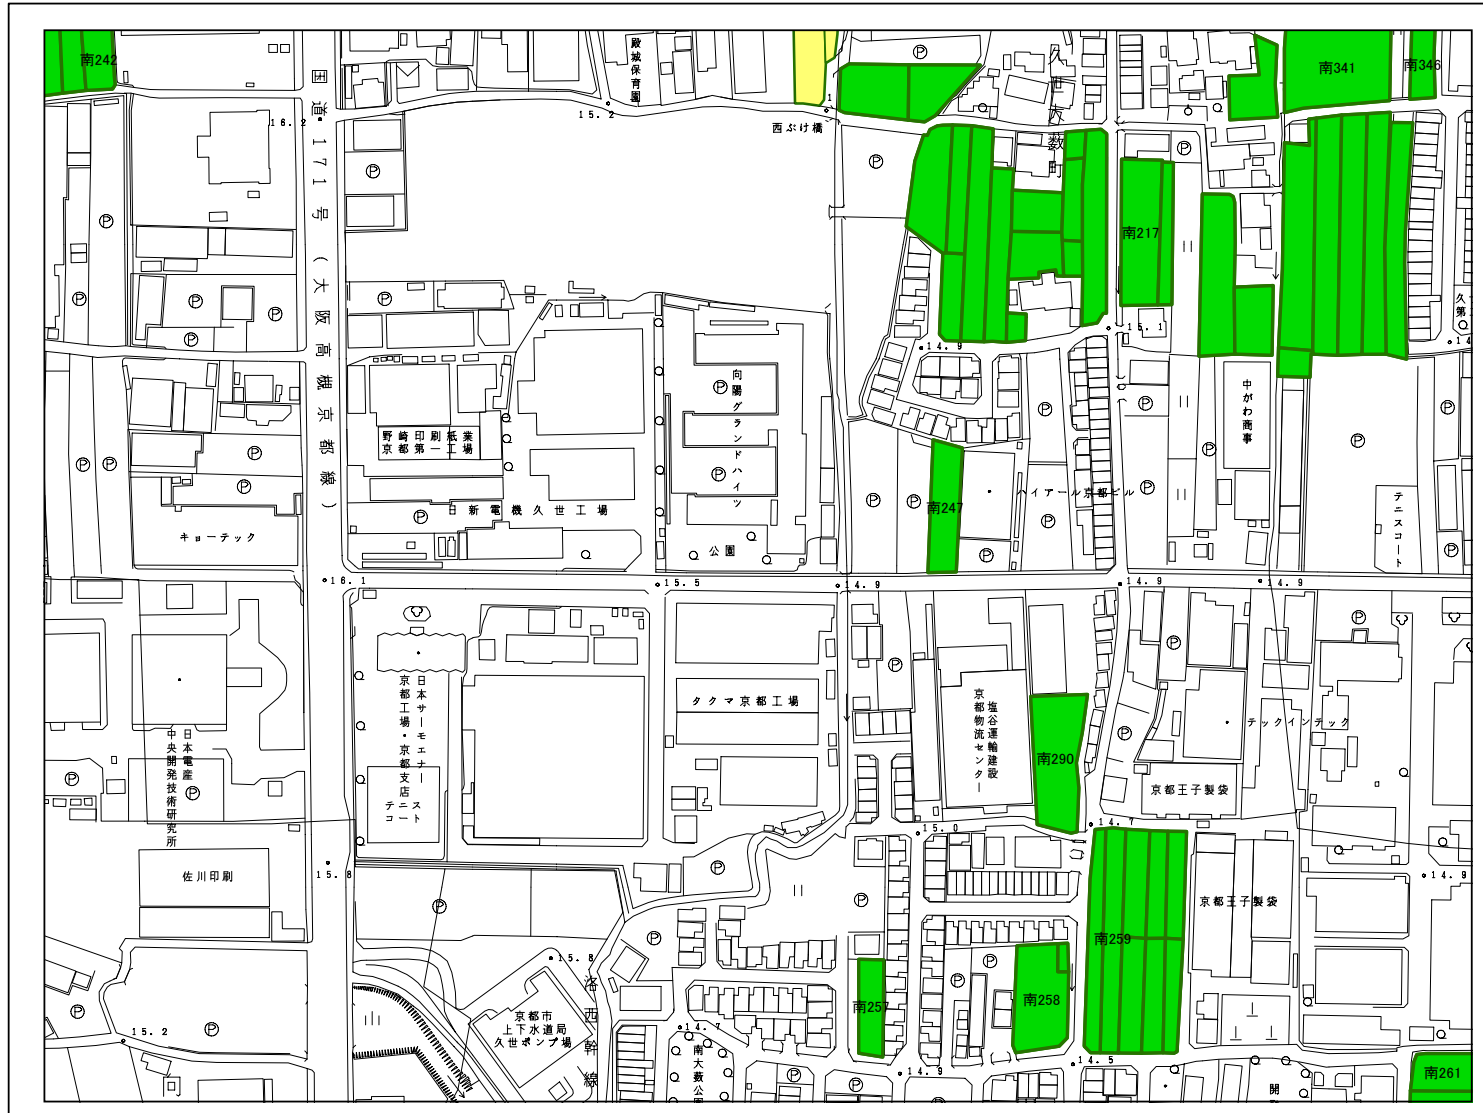 南242
殿城保育園
久世大薮町
南341
南346
国道171号(大阪高槻京都線)
16.2
15.2
1
西ぶけ橋
南217
15.1
14.9
久
第
14
向陽グランドハイツ
中がわ商事
野崎印刷紙業
京都第一工場
日新電機久世工場
公園
南247
ハイアール京都ビル
テニスコート
キョーテック
16.1
15.5
14.9
14.9
14.9
日本電産
中央開発技術研究所
日本サーモエナー
京都工場・京都支店
テニス
コート
タクマ京都工場
塩谷運輸建設
京都物流センター
南290
テックインテック
京都王子製袋
14.7
15.0
15.8
佐川印刷
14.9
京都王子製袋
南259
15.8
洛西幹線
南257
南258
京都市
上下水道局
久世ポンプ場
15.2
14.7
南大薮公園
14.9
14.5
開
南261